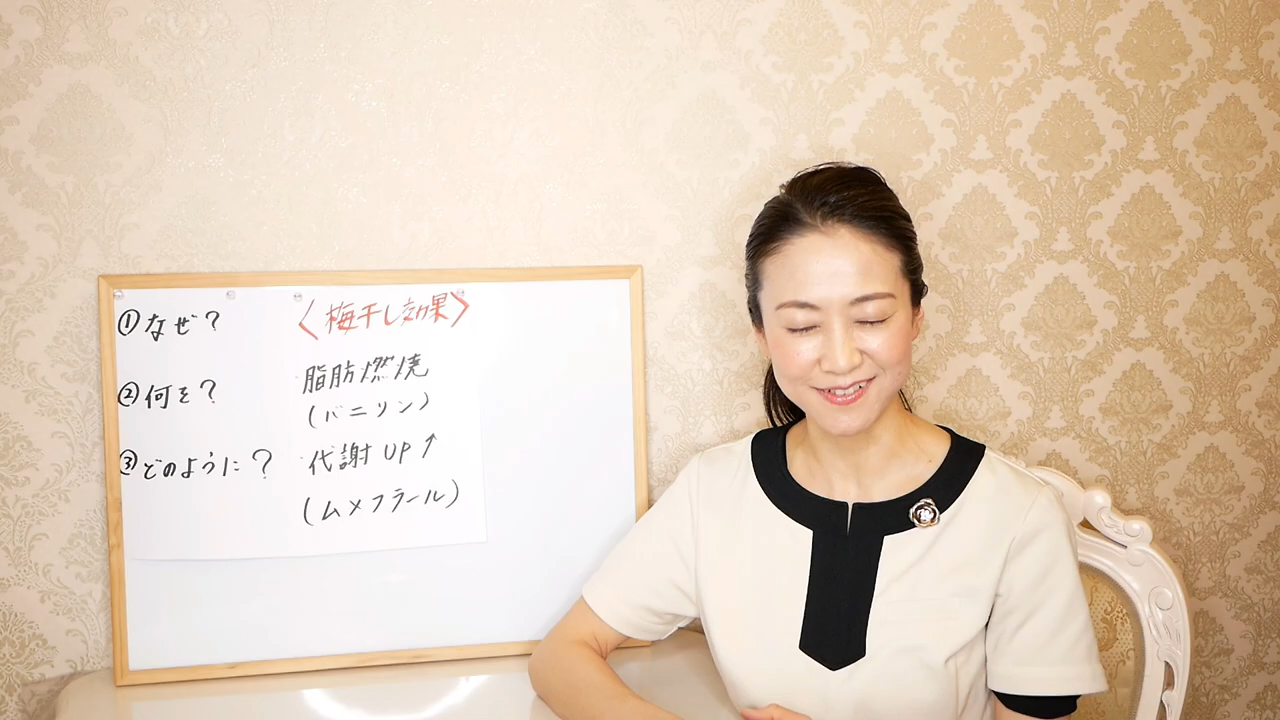 ①なぜ？
②何を？
③どのように？
〈梅干し効果〉
・脂肪燃焼
(バニリン)
・代謝UP↑
(ムメフラール)